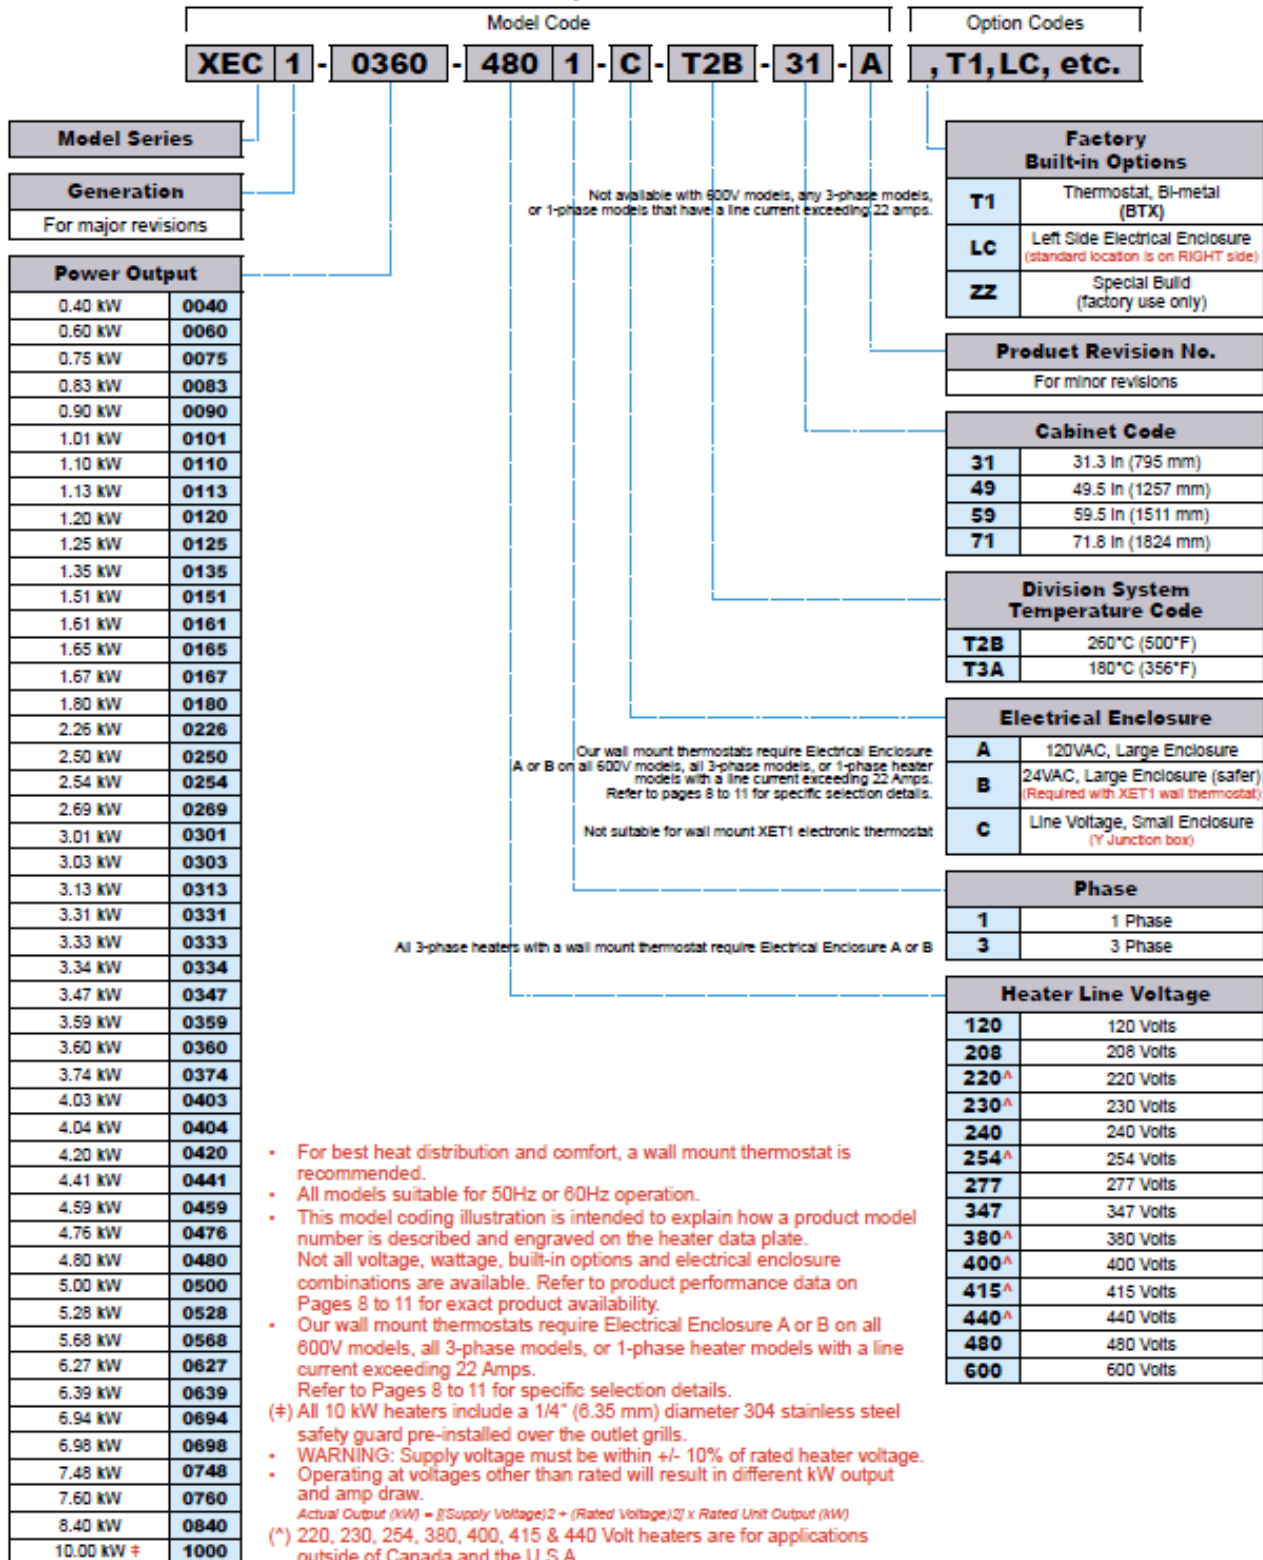 Model Code
Option Codes
XEC 1 - 0360 - 480 1 - C - T2B - 31 - A , T1, LC, etc.
Model Series
Generation
For major revisions
Power Output
0.40 kW 0040
0.60 kW 0060
0.75 kW 0075
0.83 kW 0083
0.90 kW 0090
1.01 kW 0101
1.10 kW 0110
1.13 kW 0113
1.20 kW 0120
1.25 kW 0125
1.35 kW 0135
1.51 kW 0151
1.61 kW 0161
1.65 kW 0165
1.67 kW 0167
1.80 kW 0180
2.26 kW 0226
2.50 kW 0250
2.54 kW 0254
2.69 kW 0269
3.01 kW 0301
3.03 kW 0303
3.13 kW 0313
3.31 kW 0331
3.33 kW 0333
3.34 kW 0334
3.47 kW 0347
3.59 kW 0359
3.60 kW 0360
3.74 kW 0374
4.03 kW 0403
4.04 kW 0404
4.20 kW 0420
4.41 kW 0441
4.59 kW 0459
4.76 kW 0476
4.80 kW 0480
5.00 kW 0500
5.28 kW 0528
5.68 kW 0568
6.27 kW 0627
6.39 kW 0639
6.94 kW 0694
6.98 kW 0698
7.48 kW 0748
7.60 kW 0760
8.40 kW 0840
10.00 kW ‡ 1000
Factory
Built-in Options
Not available with 600V models, any 3-phase models,
or 1-phase models that have a line current exceeding 22 amps.
T1 Thermostat, Bi-metal
(BTX)
LC Left Side Electrical Enclosure
(standard location is on RIGHT side)
ZZ Special Build
(factory use only)
Product Revision No.
For minor revisions
Cabinet Code
31 31.3 in (795 mm)
49 49.5 in (1257 mm)
59 59.5 in (1511 mm)
71 71.8 in (1824 mm)
Division System
Temperature Code
T2B 260°C (500°F)
T3A 180°C (356°F)
Electrical Enclosure
Our wall mount thermostats require Electrical Enclosure
A or B on all 600V models, all 3-phase models, or 1-phase heater
models with a line current exceeding 22 Amps.
Refer to pages 8 to 11 for specific selection details.
A 120VAC, Large Enclosure
B 24VAC, Large Enclosure (safer)
(Required with XET1 wall thermostat)
Not suitable for wall mount XET1 electronic thermostat
C Line Voltage, Small Enclosure
(Y Junction box)
Phase
1 1 Phase
3 3 Phase
All 3-phase heaters with a wall mount thermostat require Electrical Enclosure A or B
Heater Line Voltage
120 120 Volts
208 208 Volts
220^ 220 Volts
230^ 230 Volts
240 240 Volts
254^ 254 Volts
277 277 Volts
347 347 Volts
380^ 380 Volts
400^ 400 Volts
415^ 415 Volts
440^ 440 Volts
480 480 Volts
600 600 Volts
• For best heat distribution and comfort, a wall mount thermostat is
recommended.
• All models suitable for 50Hz or 60Hz operation.
• This model coding illustration is intended to explain how a product model
number is described and engraved on the heater data plate.
Not all voltage, wattage, built-in options and electrical enclosure
combinations are available. Refer to product performance data on
Pages 8 to 11 for exact product availability.
• Our wall mount thermostats require Electrical Enclosure A or B on all
600V models, all 3-phase models, or 1-phase heater models with a line
current exceeding 22 Amps.
Refer to Pages 8 to 11 for specific selection details.
(‡) All 10 kW heaters include a 1/4" (6.35 mm) diameter 304 stainless steel
safety guard pre-installed over the outlet grills.
• WARNING: Supply voltage must be within +/- 10% of rated heater voltage.
• Operating at voltages other than rated will result in different kW output
and amp draw.
Actual Output (kW) = [(Supply Voltage)2 ÷ (Rated Voltage)2] x Rated Unit Output (kW)
(^) 220, 230, 254, 380, 400, 415 & 440 Volt heaters are for applications
outside of Canada and the U.S.A.